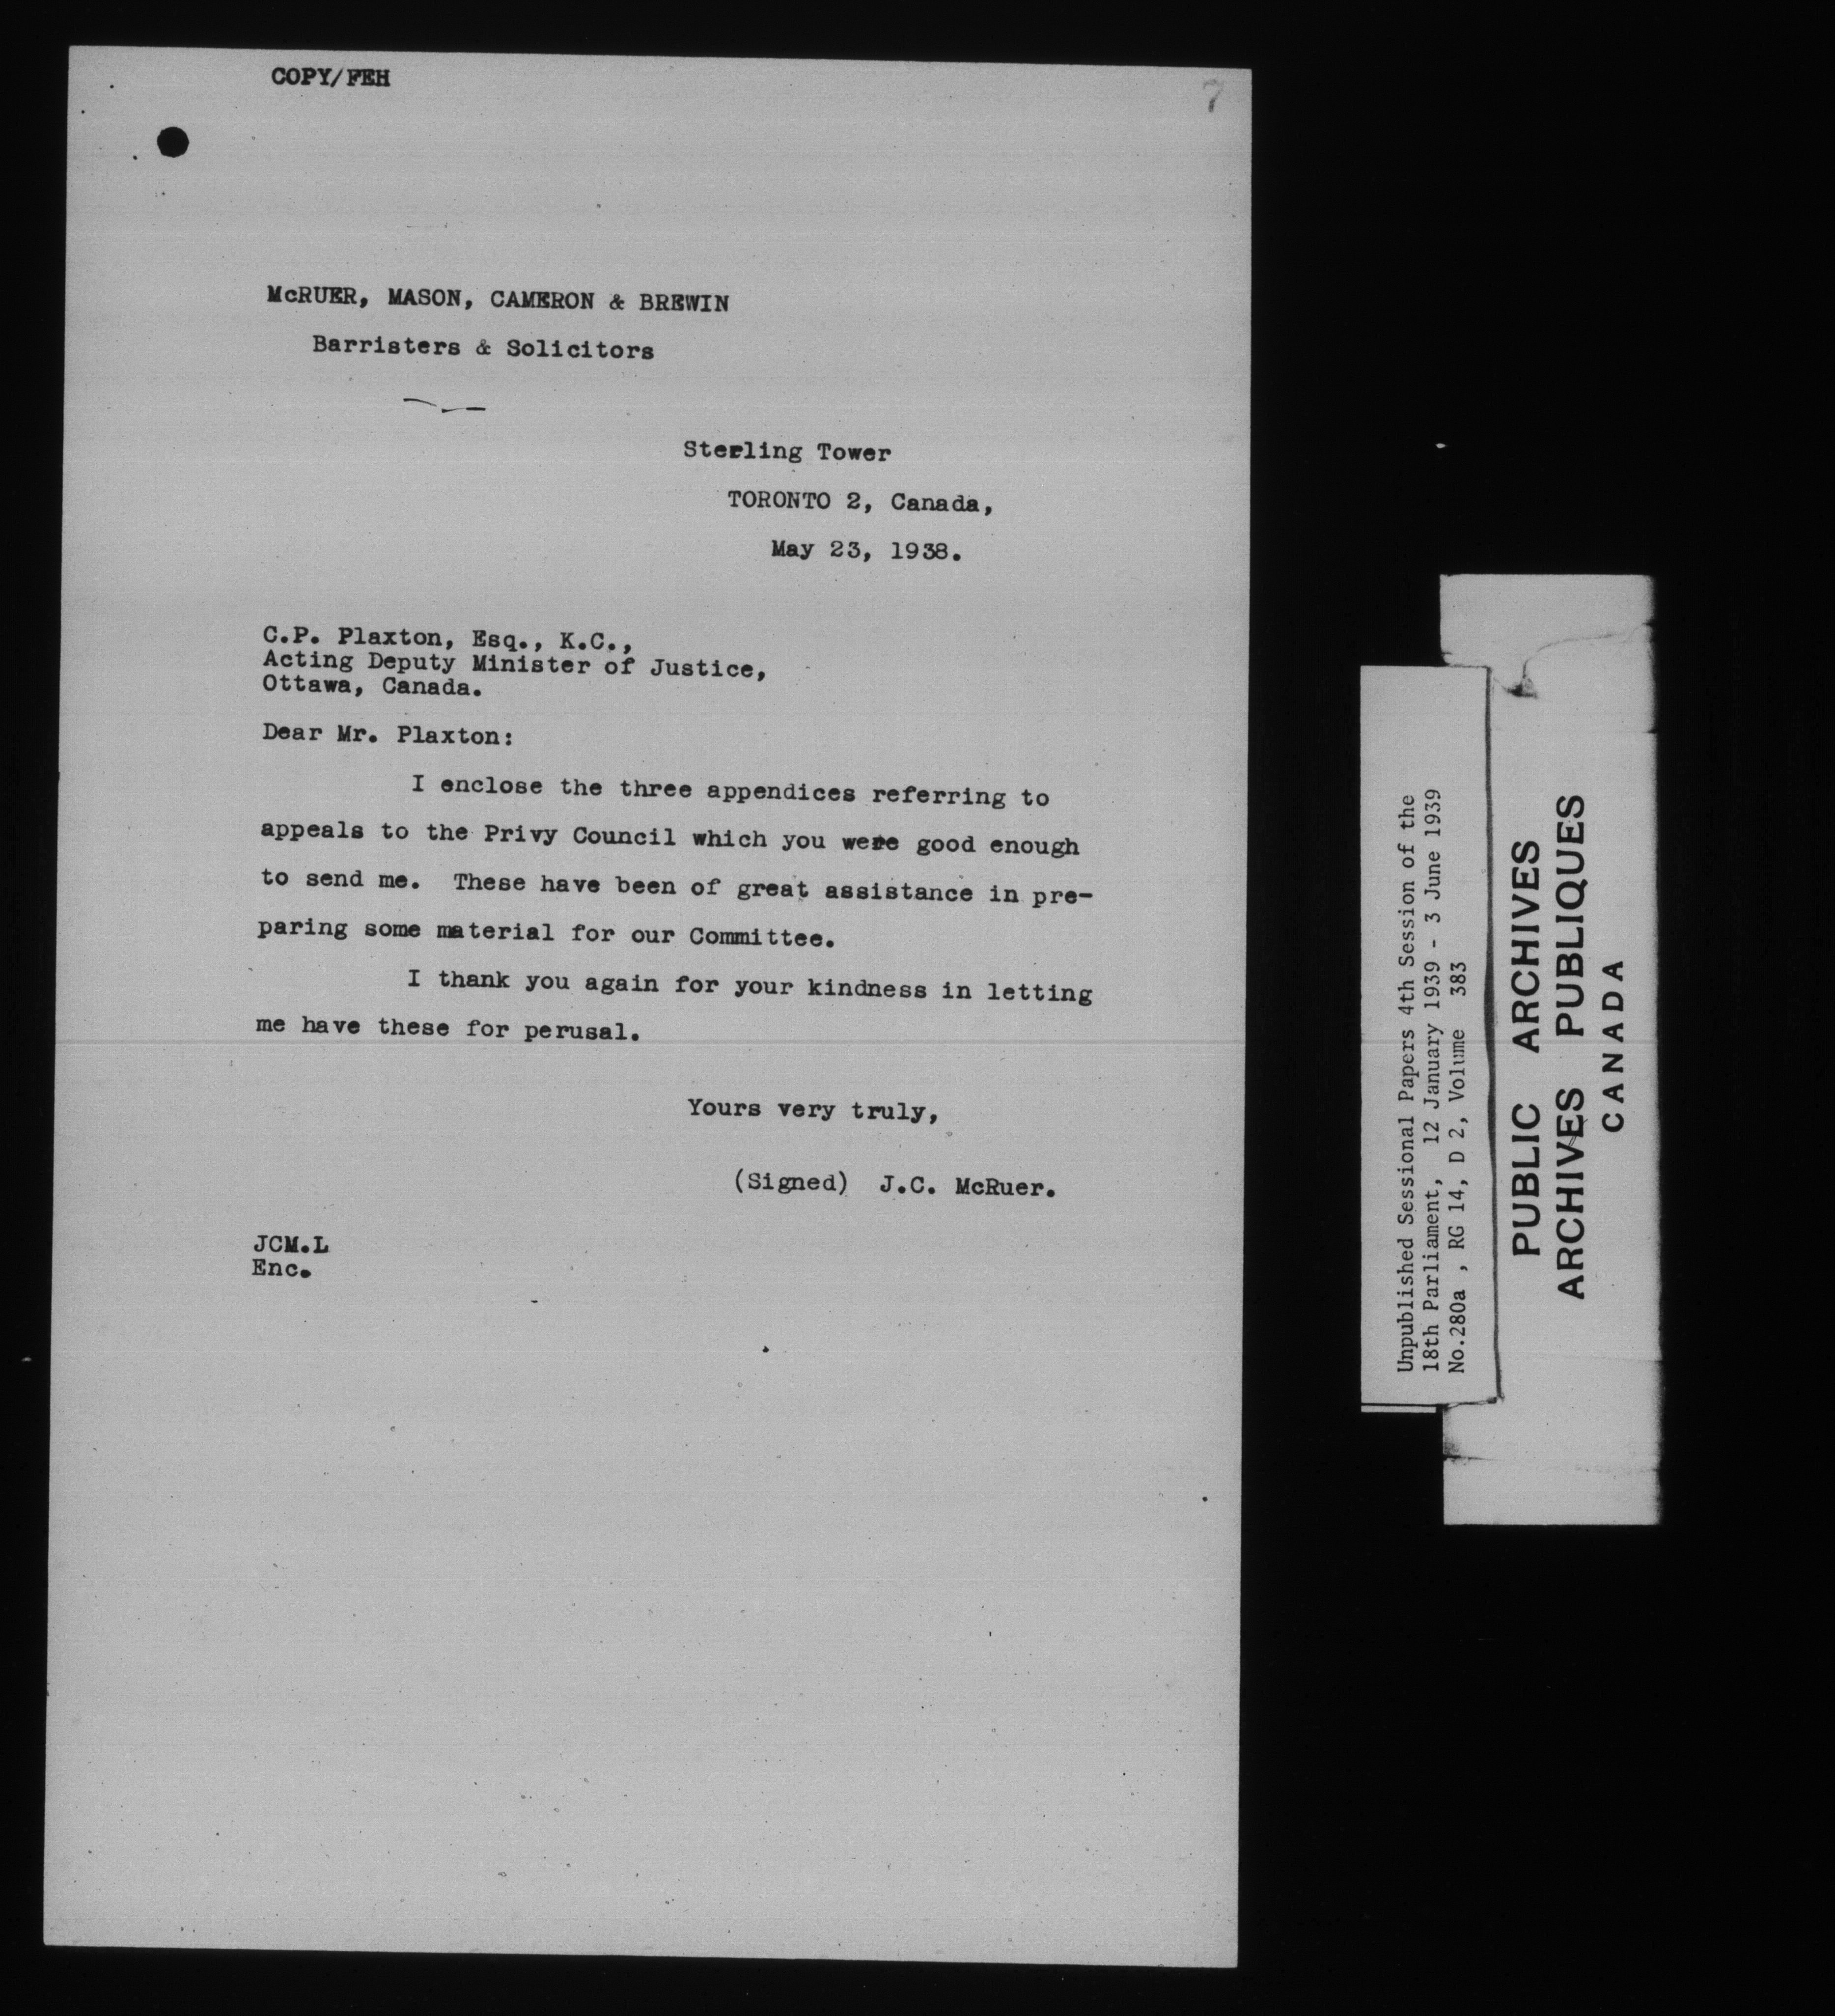 COPY/FEH
7
McRUER, MASON, CAMERON & BREWIN
Barristers & Solicitors
Sterling Tower
TORONTO 2, Canada,
May 23, 1938.
C.P. Plaxton, Esq., K.C.,
Acting Deputy Minister of Justice,
Ottawa, Canada.
Dear Mr. Plaxton:
I enclose the three appendices referring to
appeals to the Privy Council which you were good enough
to send me. These have been of great assistance in pre-
paring some material for our Committee.
I thank you again for your kindness in letting
me have these for perusal.
Yours very truly,
(Signed) J.C. McRuer.
JCM.L
Enc.
Unpublished Sessional Papers 4th Session of the
18th Parliament, 12 January 1939 - 3 June 1939
No.280a , RG 14, D 2, Volume 383
PUBLIC ARCHIVES
ARCHIVES PUBLIQUES
CANADA